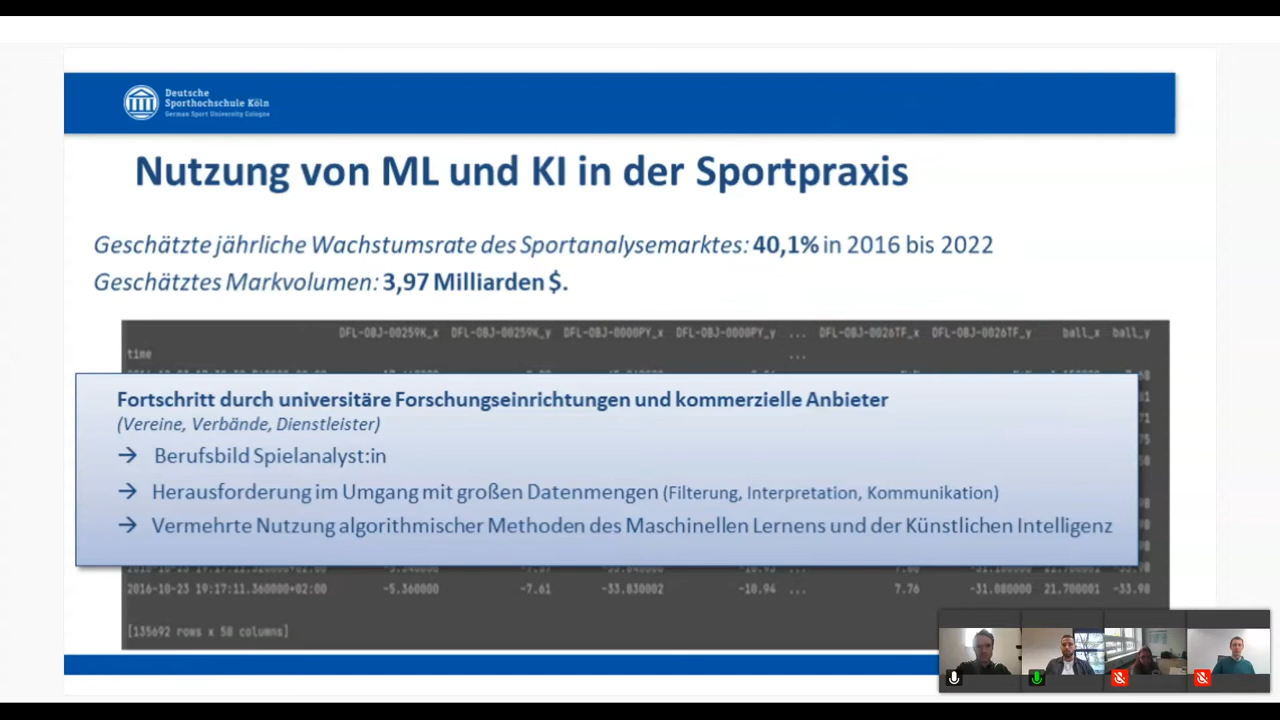 Deutsche
Sporthochschule Köln
German Sport University Cologne
Nutzung von ML und KI in der Sportpraxis
Geschätzte jährliche Wachstumsrate des Sportanalysemarktes: 40,1% in 2016 bis 2022
Geschätztes Markvolumen: 3,97 Milliarden $.
DFL-OBJ-00259K_x DFL-OBJ-00259K_y DFL-OBJ-0000PY_x DFL-OBJ-0000PY_y ... DFL-OBJ-0026TF_x DFL-OBJ-0026TF_y ball_x ball_y
time ...
Fortschritt durch universitäre Forschungseinrichtungen und kommerzielle Anbieter
(Vereine, Verbände, Dienstleister)
→ Berufsbild Spielanalyst:in
→ Herausforderung im Umgang mit großen Datenmengen (Filterung, Interpretation, Kommunikation)
→ Vermehrte Nutzung algorithmischer Methoden des Maschinellen Lernens und der Künstlichen Intelligenz
2016-10-23 19:17:11.360000+02:00 -5.360000 -7.61 -33.830002 -10.94 ... 7.76 -31.080000 21.700001 -33.90
[135692 rows x 58 columns]